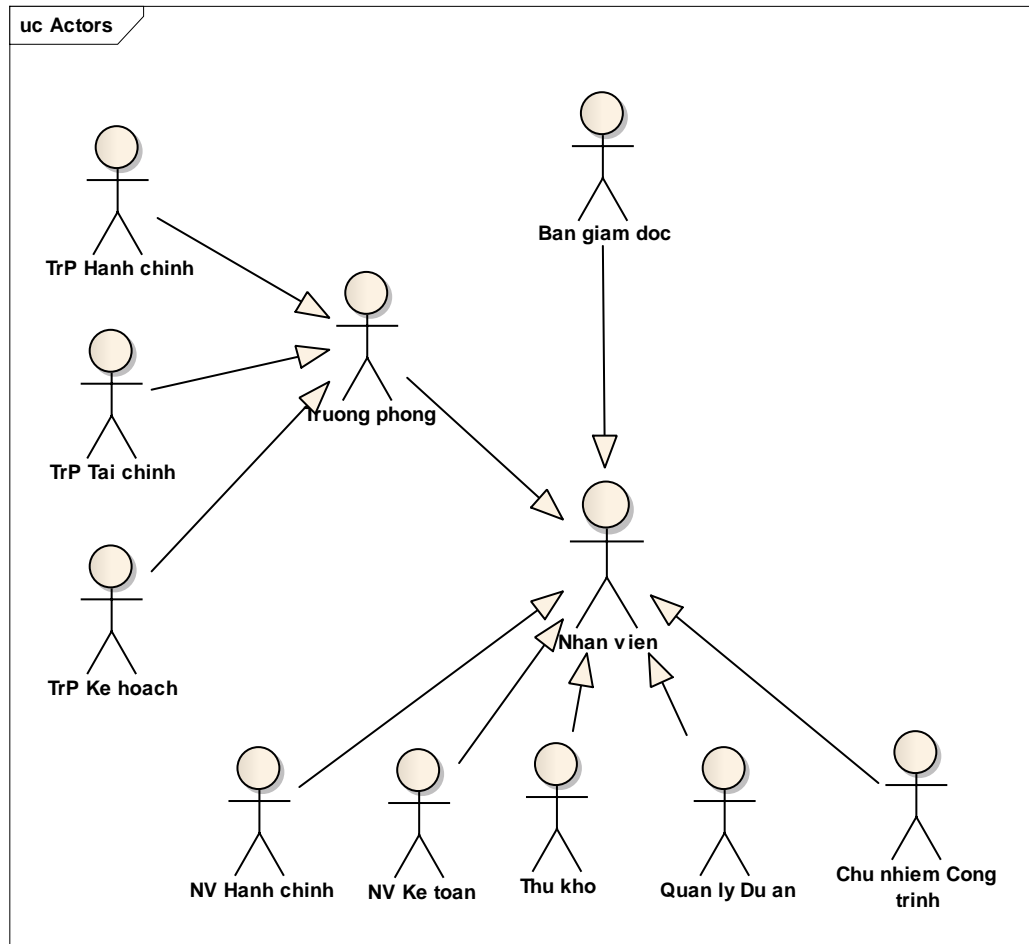 uc Actors
Ban giam doc
TrP Hanh chinh
Truong phong
TrP Tai chinh
Nhan vien
TrP Ke hoach
NV Hanh chinh
NV Ke toan
Thu kho
Quan ly Du an
Chu nhiem Cong
trinh